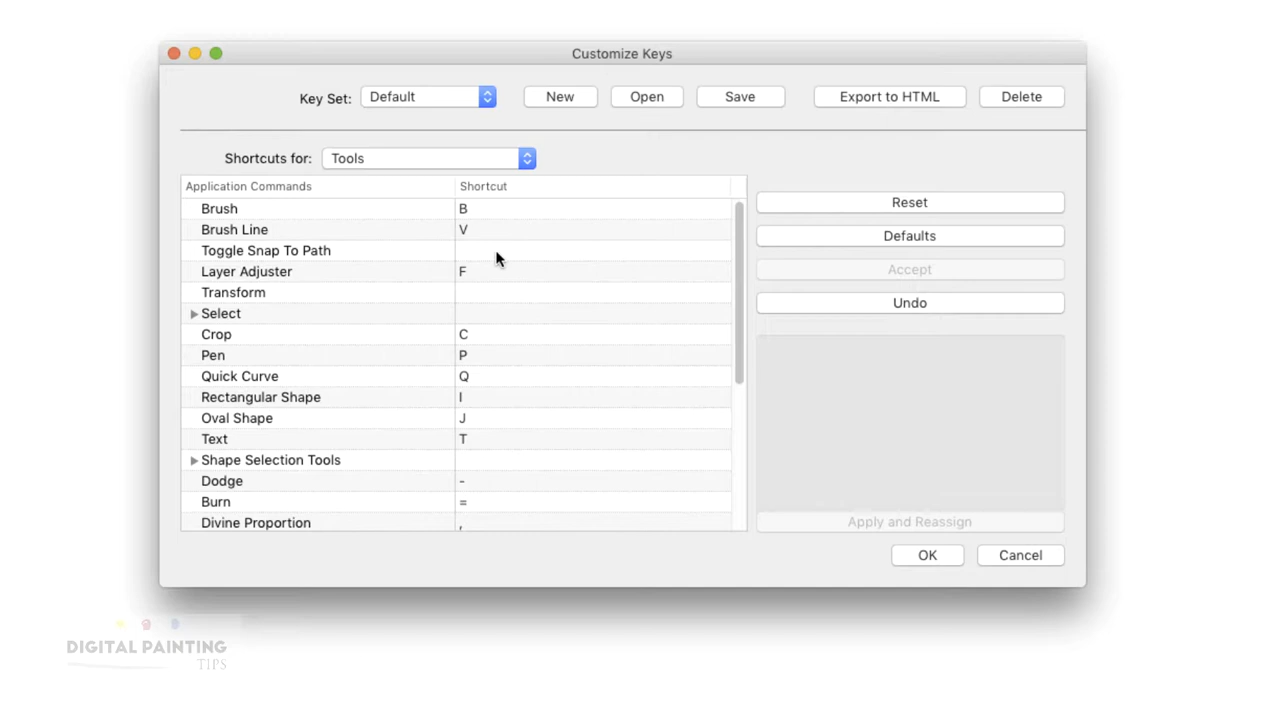 Customize Keys
Key Set: Default New Open Save Export to HTML Delete
Shortcuts for: Tools
Application Commands Shortcut
Brush B
Brush Line V
Toggle Snap To Path
Layer Adjuster F
Transform
Select
Crop C
Pen P
Quick Curve Q
Rectangular Shape I
Oval Shape J
Text T
Shape Selection Tools
Dodge -
Burn =
Divine Proportion ,
Reset
Defaults
Accept
Undo
Apply and Reassign
OK Cancel
DIGITAL PAINTING
TIPS